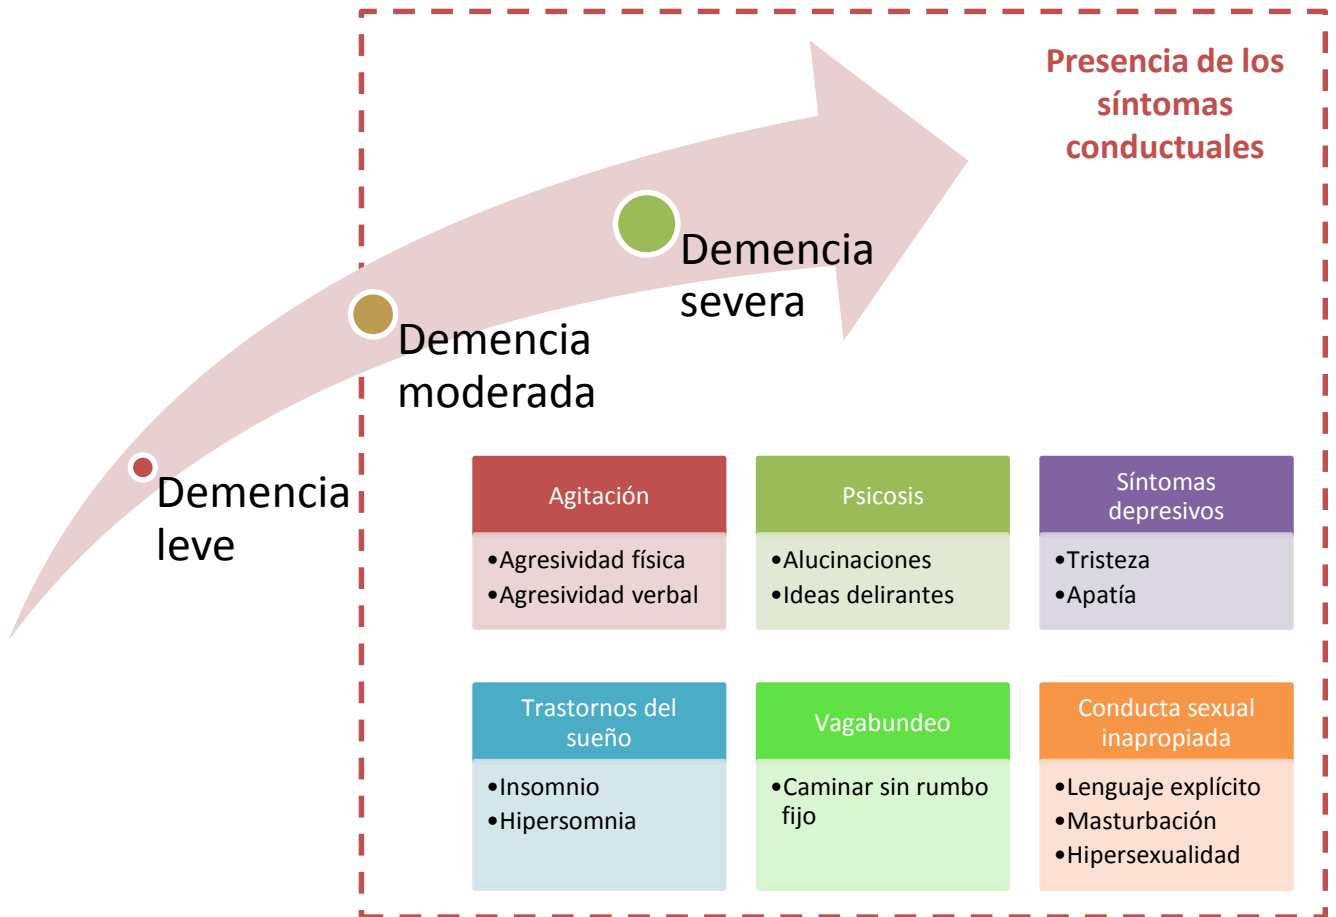 Presencia de los
síntomas
conductuales
Demencia
severa
Demencia
moderada
Demencia
leve
Agitación
•Agresividad física
•Agresividad verbal
Psicosis
•Alucinaciones
•Ideas delirantes
Síntomas
depresivos
•Tristeza
•Apatía
Trastornos del
sueño
•Insomnio
•Hipersomnia
Vagabundeo
•Caminar sin rumbo
fijo
Conducta sexual
inapropiada
•Lenguaje explícito
•Masturbación
•Hipersexualidad